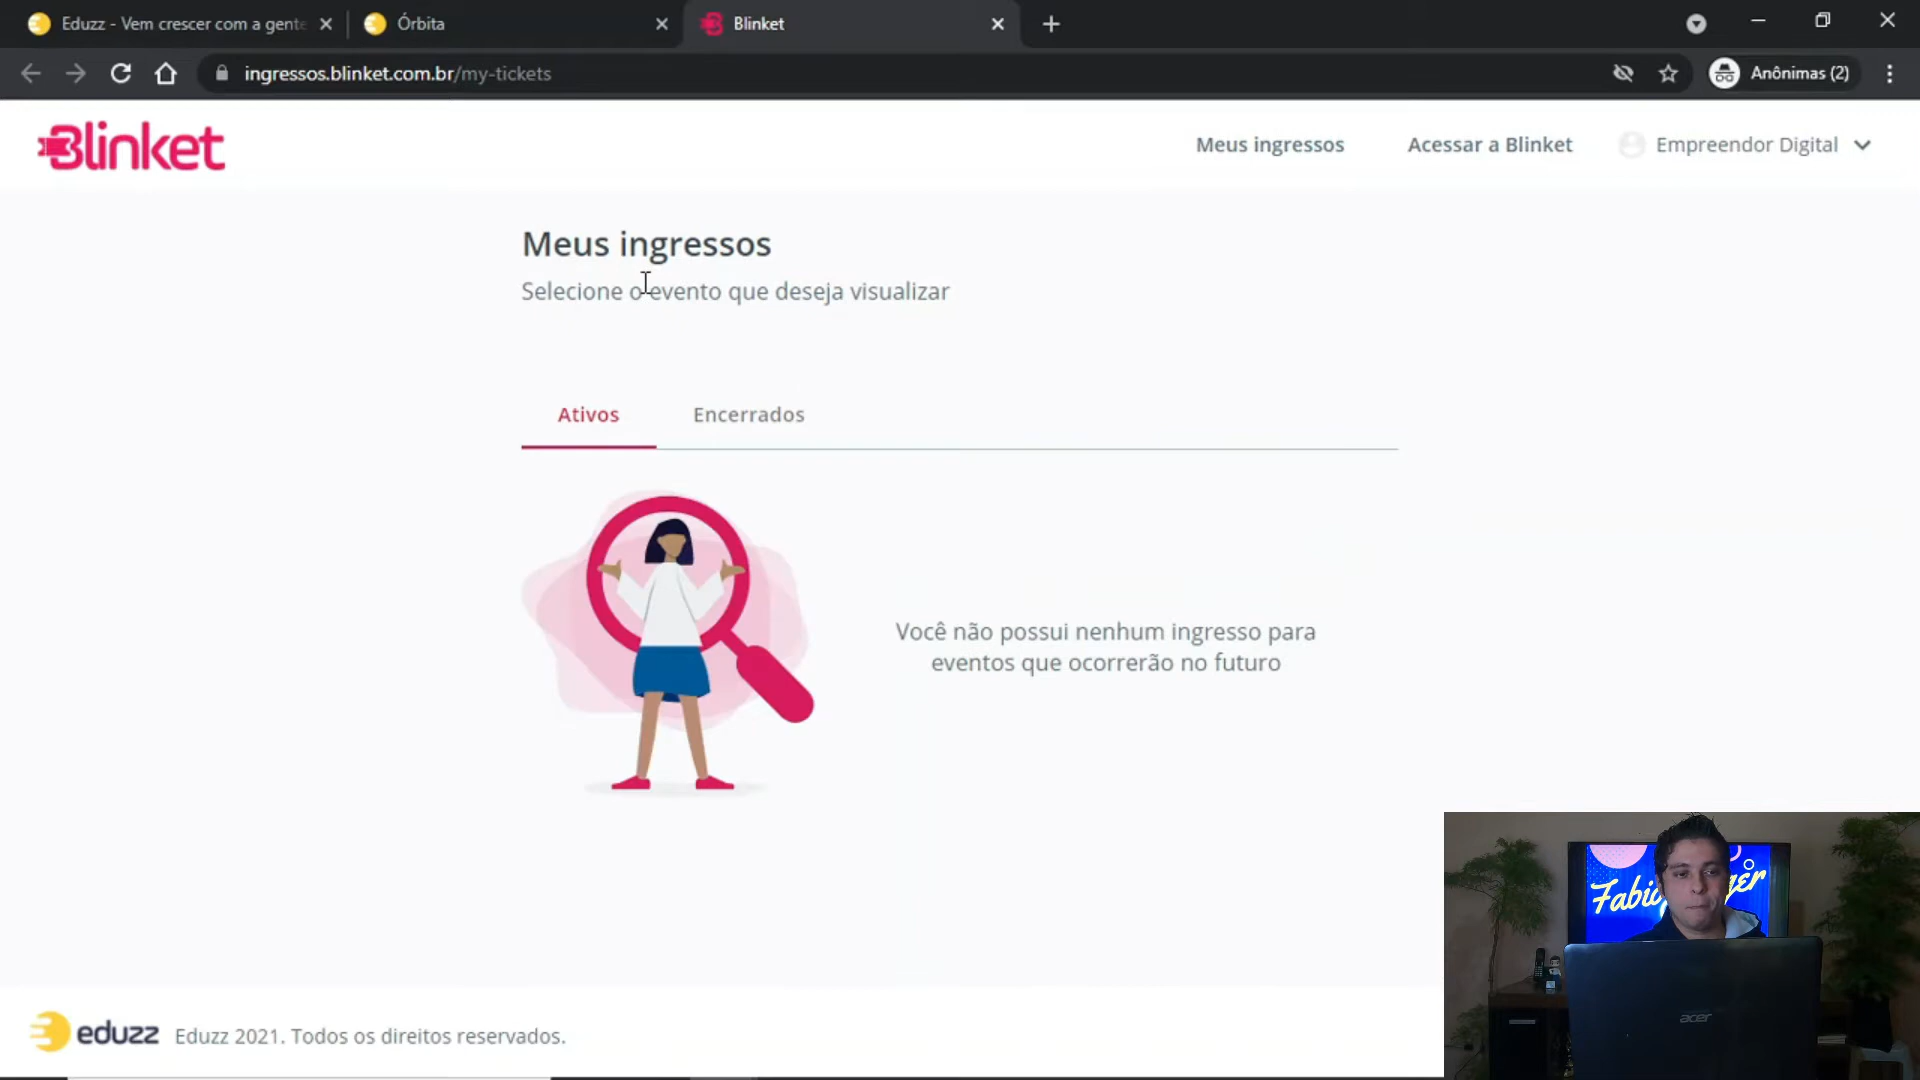 Eduzz - Vem crescer com a gente
Órbita
Blinket
ingressos.blinket.com.br/my-tickets
Anônimas (2)
Blinket
Meus ingressos
Acessar a Blinket
Empreendor Digital
Meus ingressos
Selecione o evento que deseja visualizar
Ativos
Encerrados
Você não possui nenhum ingresso para
eventos que ocorrerão no futuro
acer
eduzz
Eduzz 2021. Todos os direitos reservados.